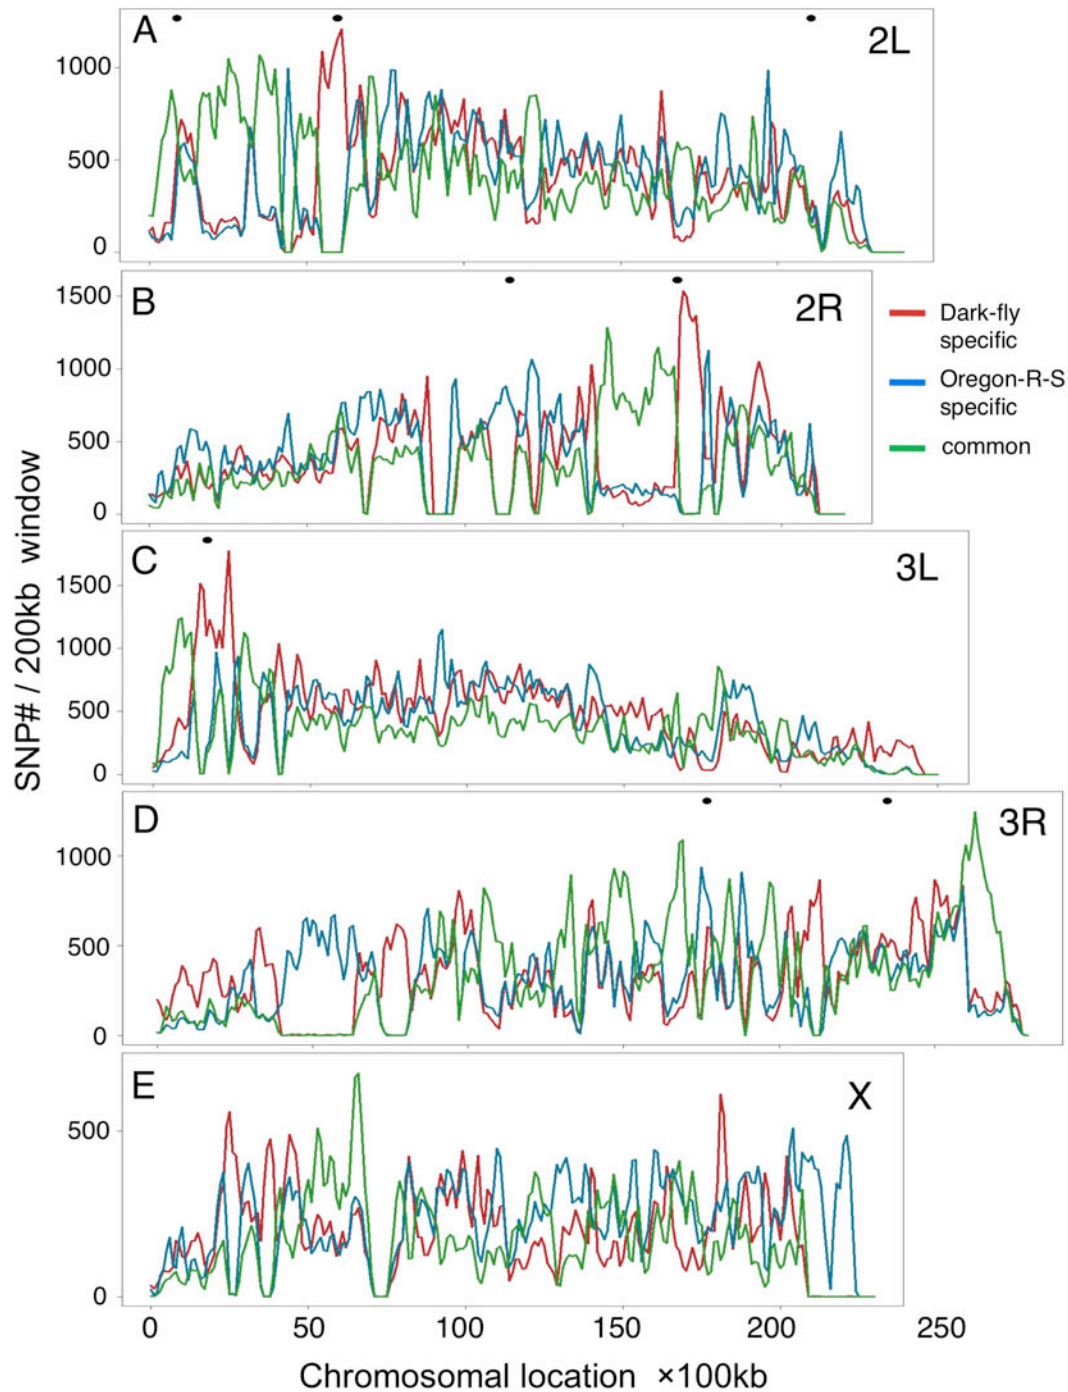 A
2L
1000
500
0
B
2R
1500
1000
500
0
Dark-fly
specific
Oregon-R-S
specific
common
C
3L
1500
1000
500
0
D
3R
1000
500
0
E
X
500
0
0
50
100
150
200
250
SNP# / 200kb window
Chromosomal location ×100kb